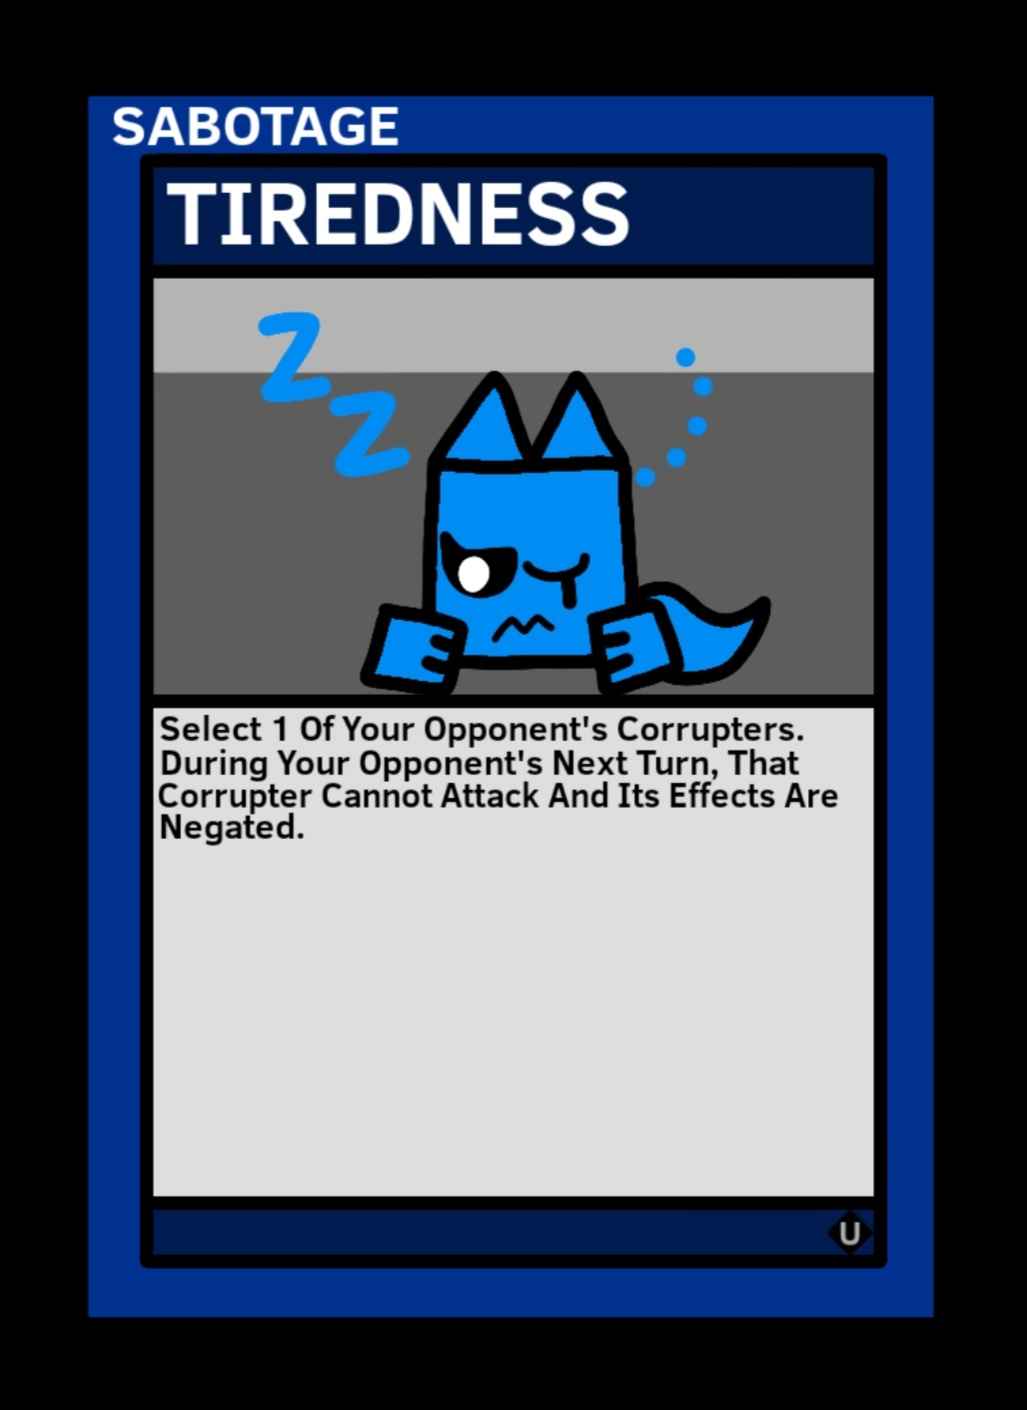 SABOTAGE
TIREDNESS
Z
Z
Select 1 Of Your Opponent's Corrupters.
During Your Opponent's Next Turn, That
Corrupter Cannot Attack And Its Effects Are
Negated.
U